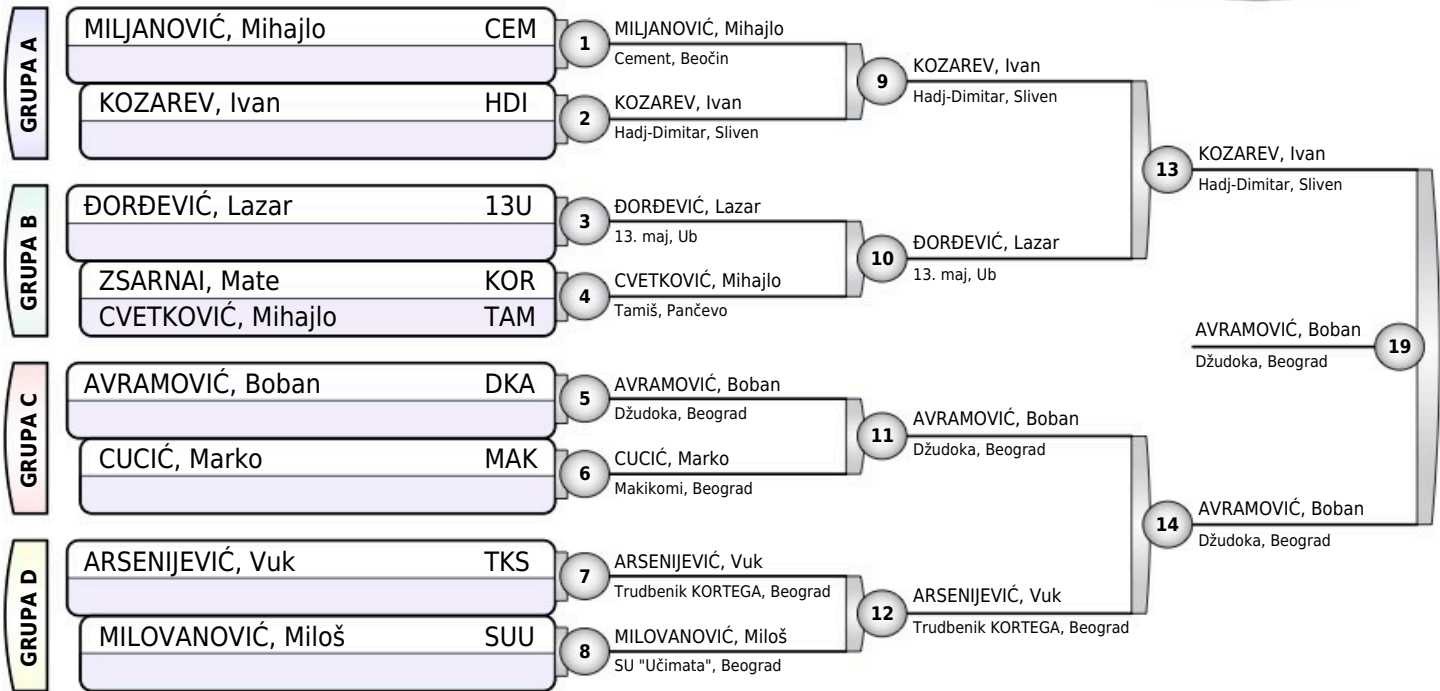 GRUPA A
MILJANOVIĆ, Mihajlo CEM
KOZAREV, Ivan HDI
GRUPA B
ĐORĐEVIĆ, Lazar 13U
ZSARNAI, Mate KOR
CVETKOVIĆ, Mihajlo TAM
GRUPA C
AVRAMOVIĆ, Boban DKA
CUCIĆ, Marko MAK
GRUPA D
ARSENIJEVIĆ, Vuk TKS
MILOVANOVIĆ, Miloš SUU
1
MILJANOVIĆ, Mihajlo
Cement, Beočin
2
KOZAREV, Ivan
Hadj-Dimitar, Sliven
3
ĐORĐEVIĆ, Lazar
13. maj, Ub
4
CVETKOVIĆ, Mihajlo
Tamiš, Pančevo
5
AVRAMOVIĆ, Boban
Džudoka, Beograd
6
CUCIĆ, Marko
Makikomi, Beograd
7
ARSENIJEVIĆ, Vuk
Trudbenik KORTEGA, Beograd
8
MILOVANOVIĆ, Miloš
SU "Učimata", Beograd
9
KOZAREV, Ivan
Hadj-Dimitar, Sliven
10
ĐORĐEVIĆ, Lazar
13. maj, Ub
11
AVRAMOVIĆ, Boban
Džudoka, Beograd
12
ARSENIJEVIĆ, Vuk
Trudbenik KORTEGA, Beograd
13
KOZAREV, Ivan
Hadj-Dimitar, Sliven
14
AVRAMOVIĆ, Boban
Džudoka, Beograd
AVRAMOVIĆ, Boban
Džudoka, Beograd
19